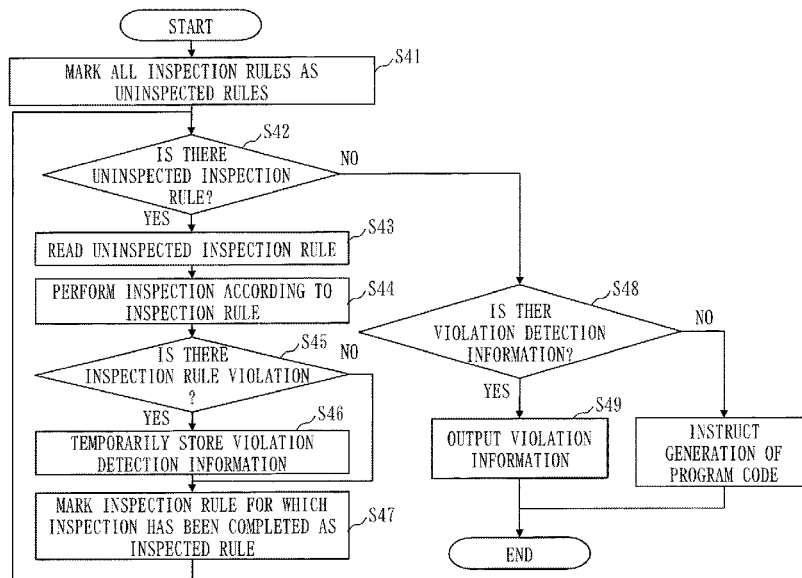 START
MARK ALL INSPECTION RULES AS
UNINSPECTED RULES
S41
S42
IS THERE
UNINSPECTED INSPECTION
RULE?
NO
YES
S43
READ UNINSPECTED INSPECTION RULE
S44
PERFORM INSPECTION ACCORDING TO
INSPECTION RULE
S45
IS THERE
INSPECTION RULE VIOLATION
?
NO
YES
S46
TEMPORARILY STORE VIOLATION
DETECTION INFORMATION
MARK INSPECTION RULE FOR WHICH
INSPECTION HAS BEEN COMPLETED AS
INSPECTED RULE
S47
S48
IS THER
VIOLATION DETECTION
INFORMATION?
NO
YES
S49
OUTPUT VIOLATION
INFORMATION
INSTRUCT
GENERATION OF
PROGRAM CODE
END